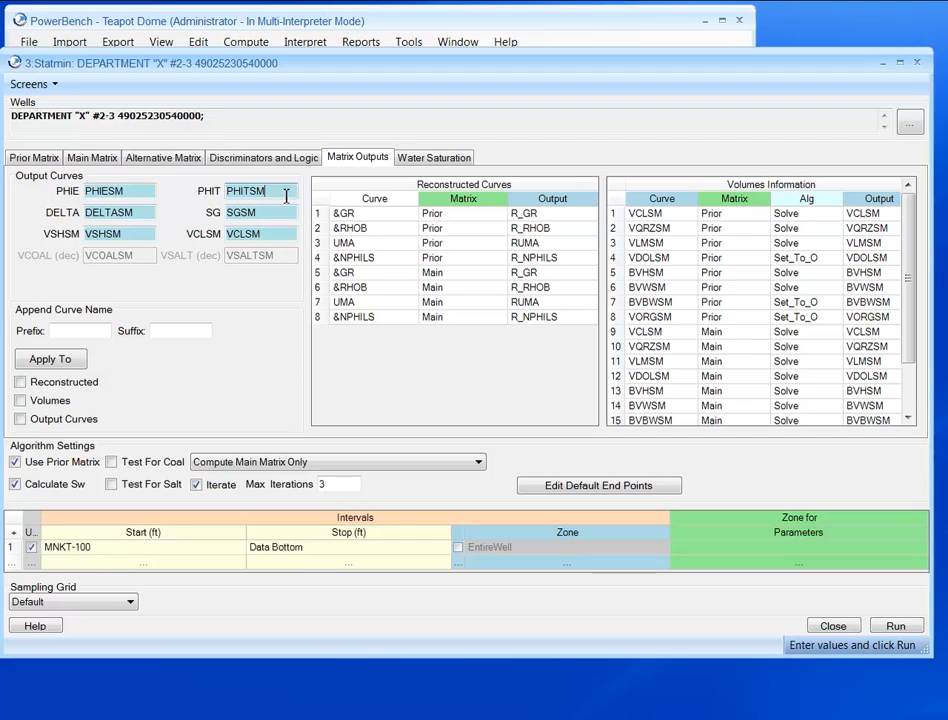 PowerBench - Teapot Dome (Administrator - In Multi-Interpreter Mode)
File Import Export View Edit Compute Interpret Reports Tools Window Help
3:Statmin: DEPARTMENT "X" #2-3 49025230540000
Screens
Wells
DEPARTMENT "X" #2-3 49025230540000;
...
Prior Matrix Main Matrix Alternative Matrix Discriminators and Logic Matrix Outputs Water Saturation
Output Curves
PHIE PHIESM PHIT PHITSM
DELTA DELTASM SG SGSM
VSHSM VSHSM VCLSM VCLSM
VCOAL (dec) VCOALSM VSALT (dec) VSALTSM
Append Curve Name
Prefix: Suffix:
Apply To
Reconstructed
Volumes
Output Curves
Reconstructed Curves
Curve Matrix Output
1 &GR Prior R_GR
2 &RHOB Prior R_RHOB
3 UMA Prior RUMA
4 &NPHILS Prior R_NPHILS
5 &GR Main R_GR
6 &RHOB Main R_RHOB
7 UMA Main RUMA
8 &NPHILS Main R_NPHILS
Volumes Information
Curve Matrix Alg Output
1 VCLSM Prior Solve VCLSM
2 VQRZSM Prior Solve VQRZSM
3 VLMSM Prior Solve VLMSM
4 VDOLSM Prior Set_To_O VDOLSM
5 BVHSM Prior Solve BVHSM
6 BVWSM Prior Solve BVWSM
7 BVBWSM Prior Set_To_O BVBWSM
8 VORGSM Prior Set_To_O VORGSM
9 VCLSM Main Solve VCLSM
10 VQRZSM Main Solve VQRZSM
11 VLMSM Main Solve VLMSM
12 VDOLSM Main Set_To_O VDOLSM
13 BVHSM Main Solve BVHSM
14 BVWSM Main Solve BVWSM
15 BVBWSM Main Set_To_O BVBWSM
Algorithm Settings
Use Prior Matrix Test For Coal Compute Main Matrix Only
Calculate Sw Test For Salt Iterate Max Iterations 3 Edit Default End Points
Intervals Zone for
+ U... Start (ft) Stop (ft) Zone Parameters
1 MNKT-100 Data Bottom EntireWell
... ... ... ... ... ... ...
Sampling Grid
Default
Help Close Run
Enter values and click Run